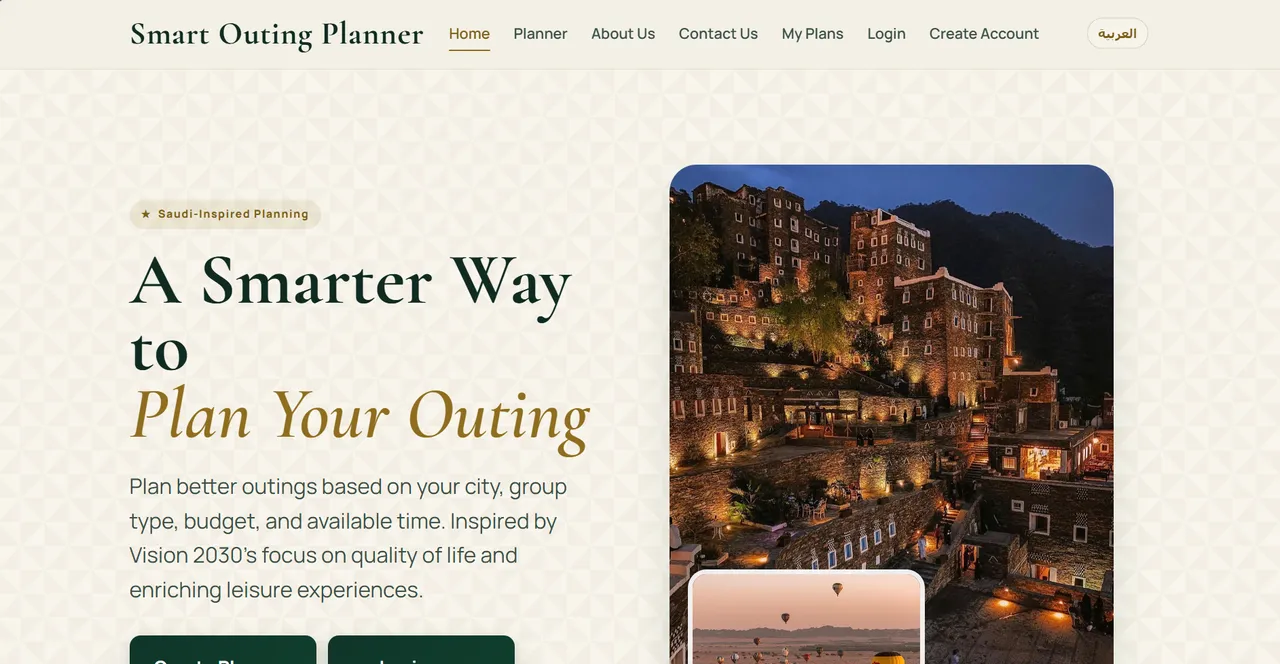 Smart Outing Planner
Home
Planner
About Us
Contact Us
My Plans
Login
Create Account
العربية
★ Saudi-Inspired Planning
A Smarter Way
to
Plan Your Outing
Plan better outings based on your city, group
type, budget, and available time. Inspired by
Vision 2030's focus on quality of life and
enriching leisure experiences.